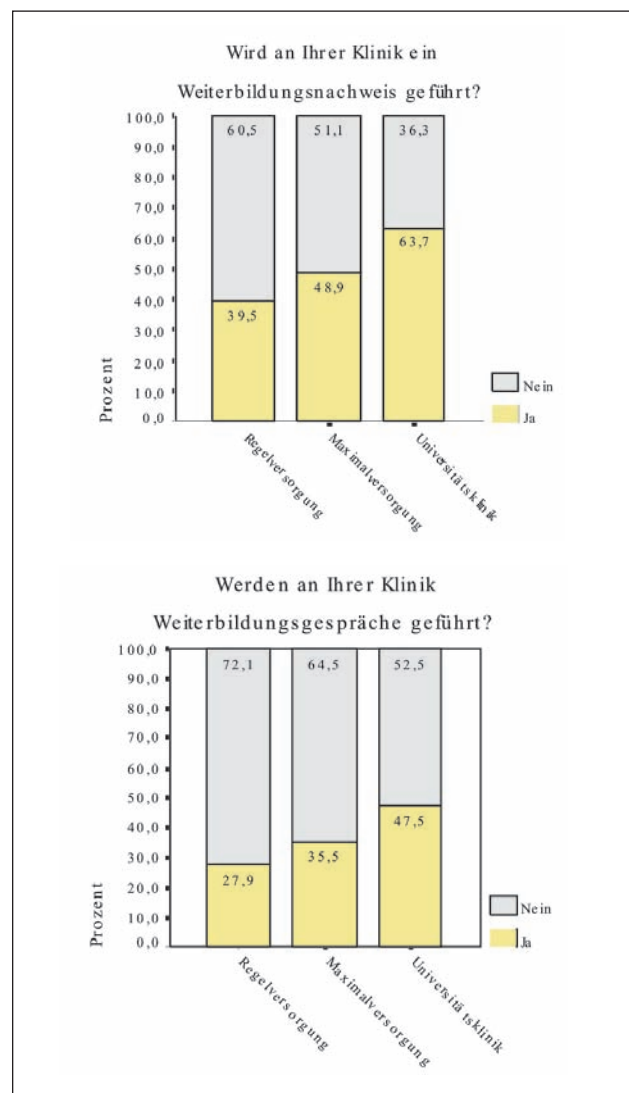 Wird an Ihrer Klinik ein
Weiterbildungsnachweis geführt?
100,0
90,0
80,0
70,0
60,0
50,0
40,0
30,0
20,0
10,0
0,0
Prozent
60,5
51,1
36,3
39,5
48,9
63,7
Nein
Ja
Regelversorgung
Maximalversorgung
Universitätsklinik
Werden an Ihrer Klinik
Weiterbildungsgespräche geführt?
100,0
90,0
80,0
70,0
60,0
50,0
40,0
30,0
20,0
10,0
0,0
Prozent
72,1
64,5
52,5
27,9
35,5
47,5
Nein
Ja
Regelversorgung
Maximalversorgung
Universitätsklinik